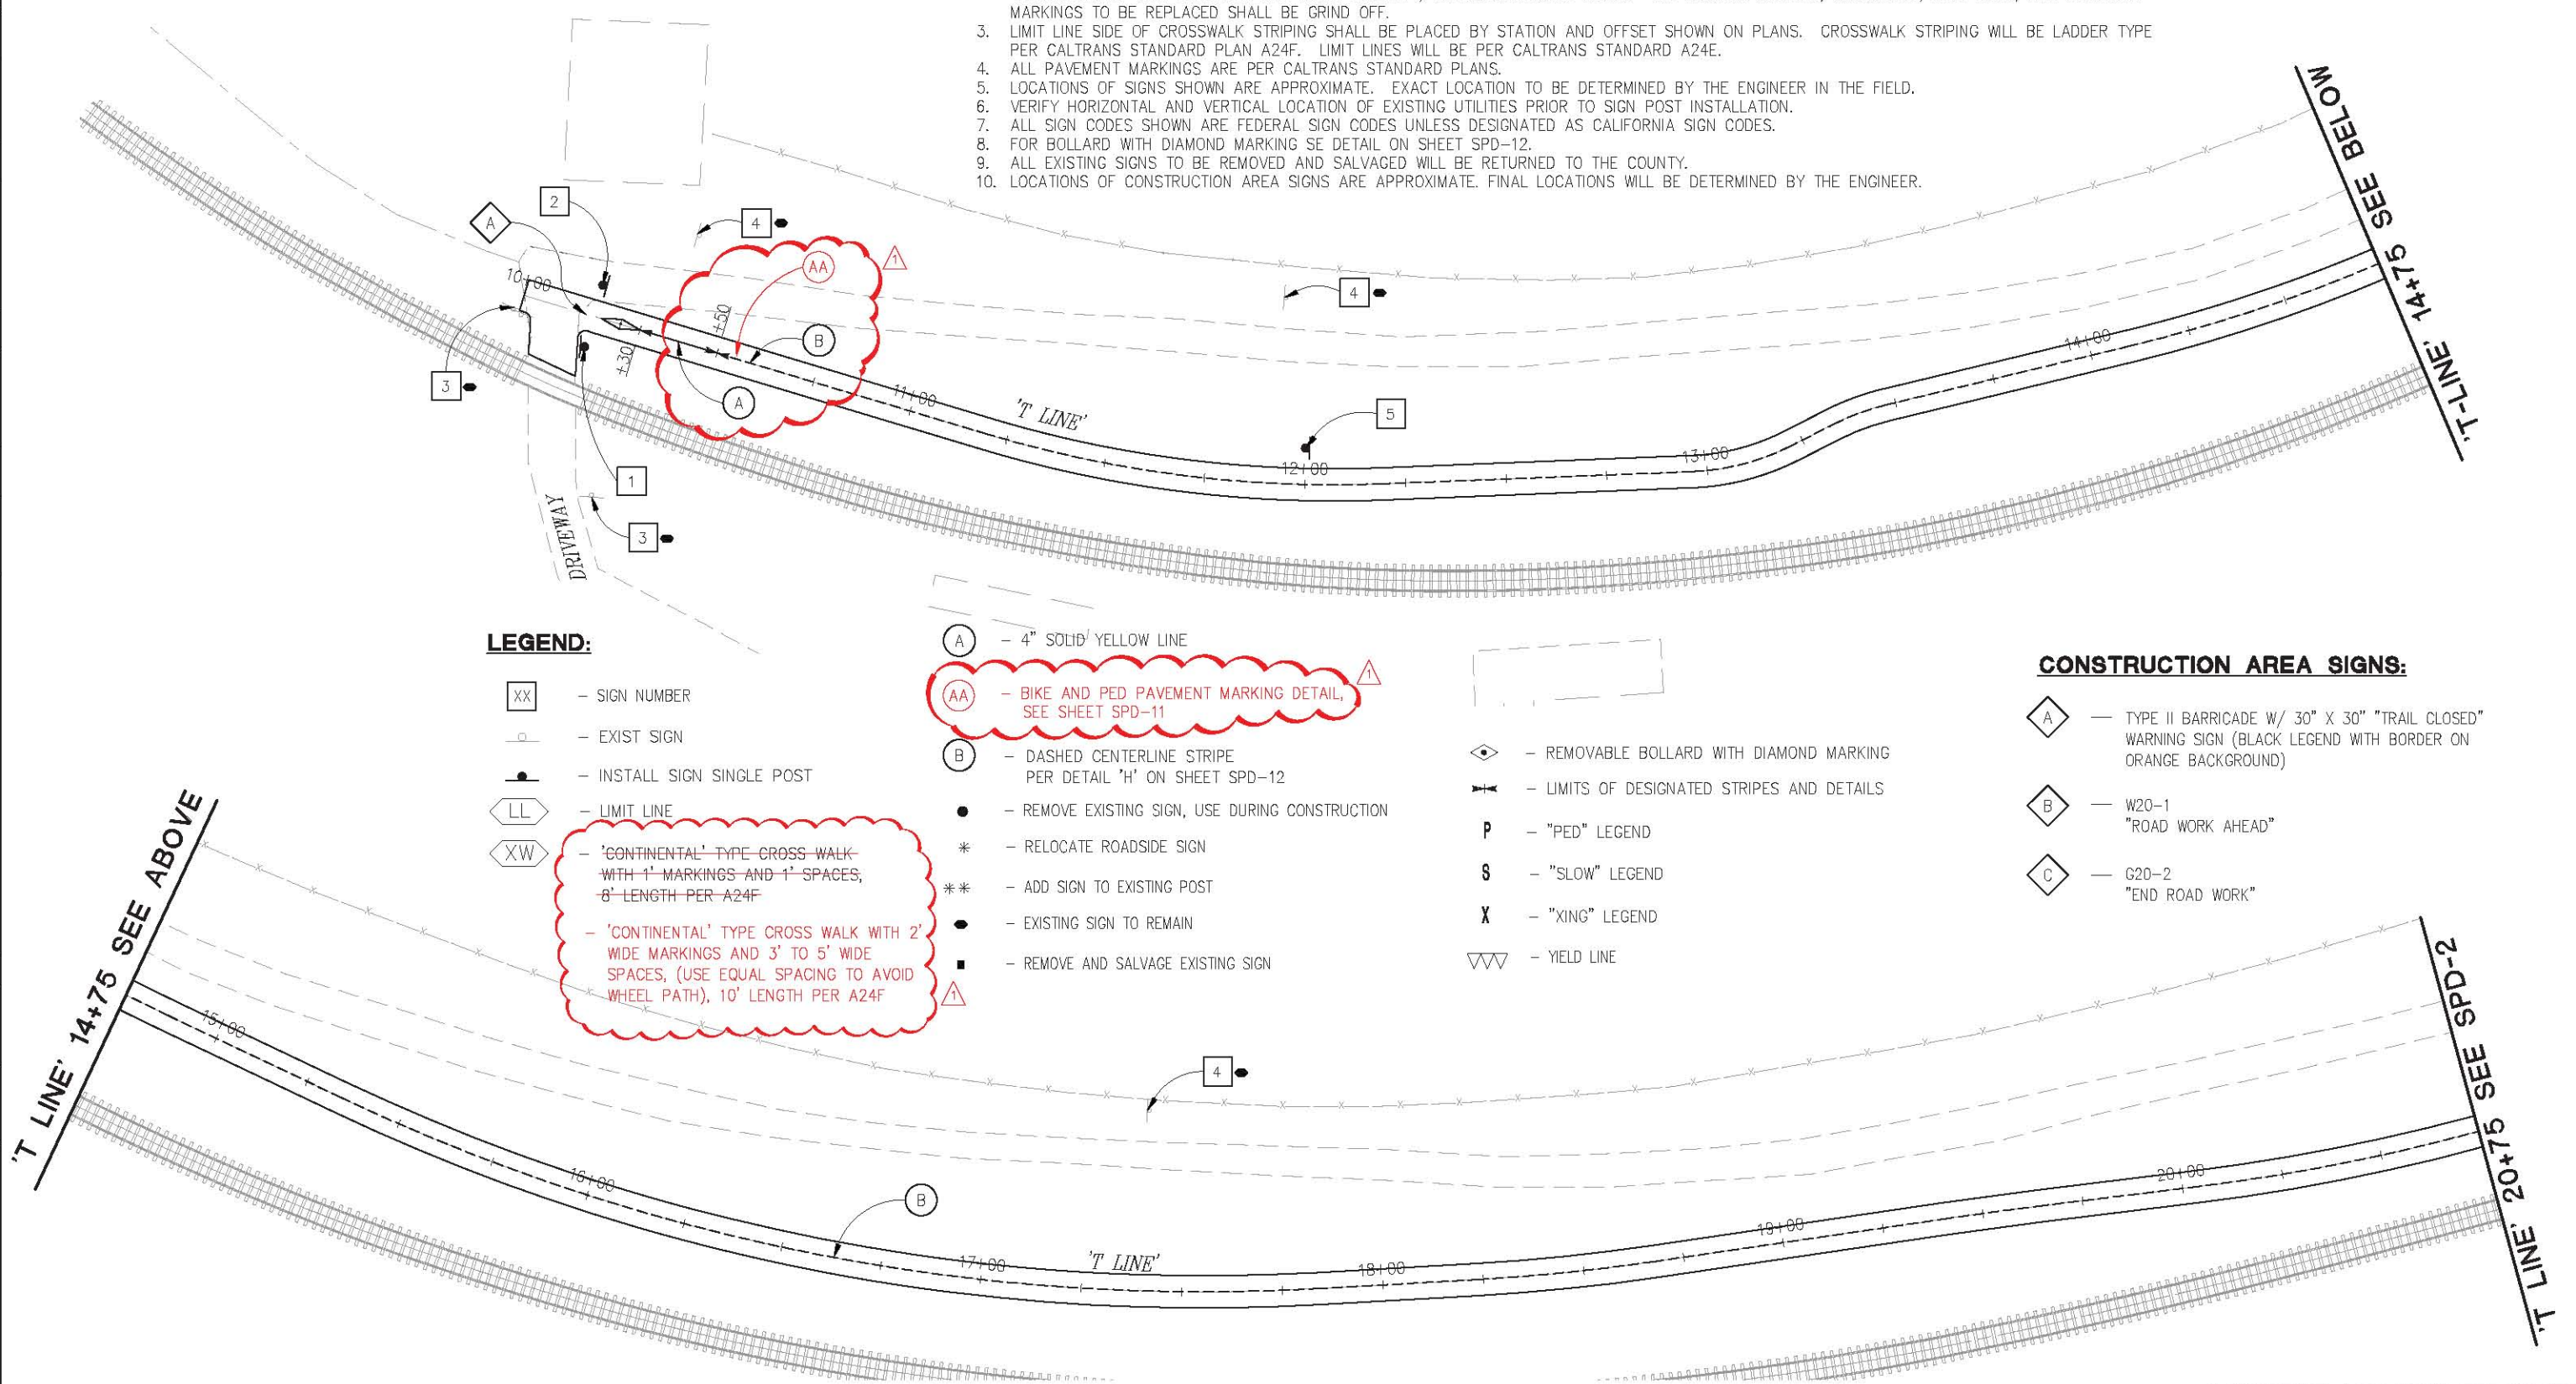 MARKINGS TO BE REPLACED SHALL BE GRIND OFF.
3. LIMIT LINE SIDE OF CROSSWALK STRIPING SHALL BE PLACED BY STATION AND OFFSET SHOWN ON PLANS. CROSSWALK STRIPING WILL BE LADDER TYPE
PER CALTRANS STANDARD PLAN A24F. LIMIT LINES WILL BE PER CALTRANS STANDARD A24E.
4. ALL PAVEMENT MARKINGS ARE PER CALTRANS STANDARD PLANS.
5. LOCATIONS OF SIGNS SHOWN ARE APPROXIMATE. EXACT LOCATION TO BE DETERMINED BY THE ENGINEER IN THE FIELD.
6. VERIFY HORIZONTAL AND VERTICAL LOCATION OF EXISTING UTILITIES PRIOR TO SIGN POST INSTALLATION.
7. ALL SIGN CODES SHOWN ARE FEDERAL SIGN CODES UNLESS DESIGNATED AS CALIFORNIA SIGN CODES.
8. FOR BOLLARD WITH DIAMOND MARKING SE DETAIL ON SHEET SPD-12.
9. ALL EXISTING SIGNS TO BE REMOVED AND SALVAGED WILL BE RETURNED TO THE COUNTY.
10. LOCATIONS OF CONSTRUCTION AREA SIGNS ARE APPROXIMATE. FINAL LOCATIONS WILL BE DETERMINED BY THE ENGINEER.
A
2
4
AA
1
10+00
+50
+30
B
A
3
1
3
DRIVEWAY
11+00
'T LINE'
4
5
12+00
13+00
14+00
'T-LINE' 14+75 SEE BELOW
LEGEND:
XX – SIGN NUMBER
– EXIST SIGN
– INSTALL SIGN SINGLE POST
LL – LIMIT LINE
XW – 'CONTINENTAL' TYPE CROSS WALK
WITH 1' MARKINGS AND 1' SPACES,
8' LENGTH PER A24F
– 'CONTINENTAL' TYPE CROSS WALK WITH 2'
WIDE MARKINGS AND 3' TO 5' WIDE
SPACES, (USE EQUAL SPACING TO AVOID
WHEEL PATH), 10' LENGTH PER A24F
1
A – 4" SOLID YELLOW LINE
AA – BIKE AND PED PAVEMENT MARKING DETAIL,
SEE SHEET SPD-11
1
B – DASHED CENTERLINE STRIPE
PER DETAIL 'H' ON SHEET SPD-12
– REMOVE EXISTING SIGN, USE DURING CONSTRUCTION
* – RELOCATE ROADSIDE SIGN
** – ADD SIGN TO EXISTING POST
– EXISTING SIGN TO REMAIN
– REMOVE AND SALVAGE EXISTING SIGN
– REMOVABLE BOLLARD WITH DIAMOND MARKING
– LIMITS OF DESIGNATED STRIPES AND DETAILS
P – "PED" LEGEND
S – "SLOW" LEGEND
X – "XING" LEGEND
– YIELD LINE
CONSTRUCTION AREA SIGNS:
A — TYPE II BARRICADE W/ 30" X 30" "TRAIL CLOSED"
WARNING SIGN (BLACK LEGEND WITH BORDER ON
ORANGE BACKGROUND)
B — W20-1
"ROAD WORK AHEAD"
C — G20-2
"END ROAD WORK"
'T LINE' 14+75 SEE ABOVE
15+00
16+00
B
17+00
'T LINE'
4
18+00
19+00
20+00
'T LINE' 20+75 SEE SPD-2